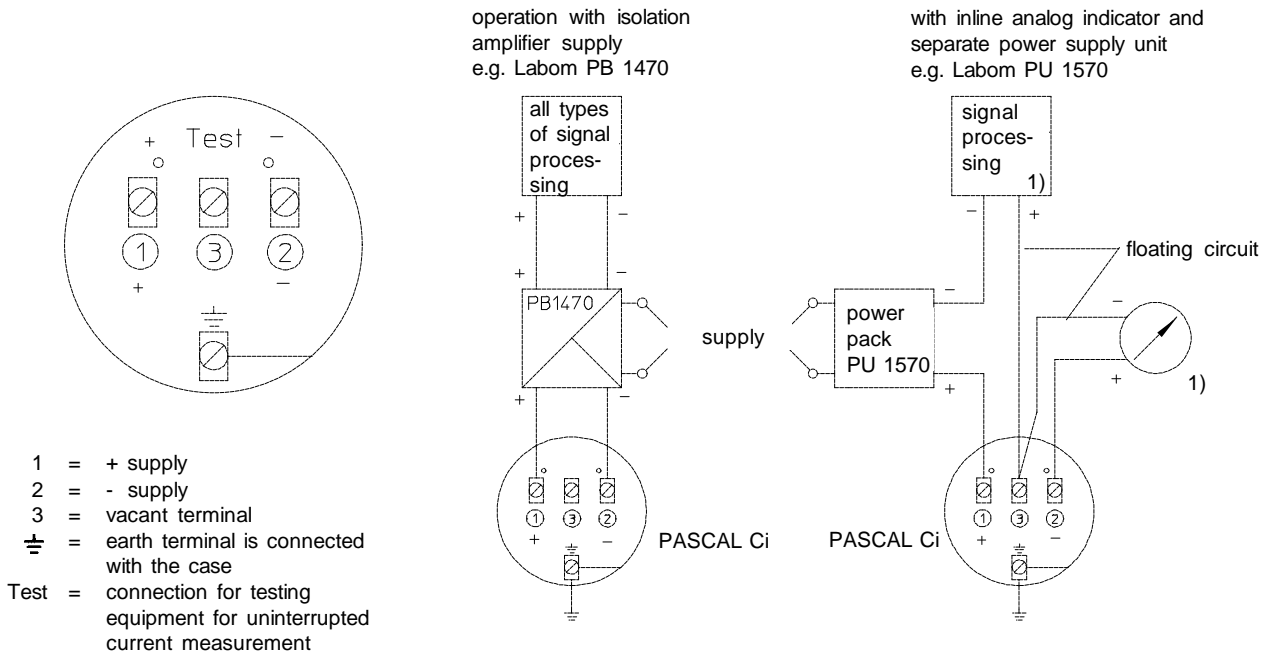 operation with isolation
amplifier supply
e.g. Labom PB 1470
with inline analog indicator and
separate power supply unit
e.g. Labom PU 1570
+ Test −
1 3 2
+ −
1 = + supply
2 = - supply
3 = vacant terminal
= earth terminal is connected
with the case
Test = connection for testing
equipment for uninterrupted
current measurement
all types
of signal
proces-
sing
+ −
+ −
PB1470
+ −
supply
1 3 2
+ −
PASCAL Ci
signal
proces-
sing
1)
− +
floating circuit
−
power
pack
PU 1570
+
−
+
1)
1 3 2
+ −
PASCAL Ci